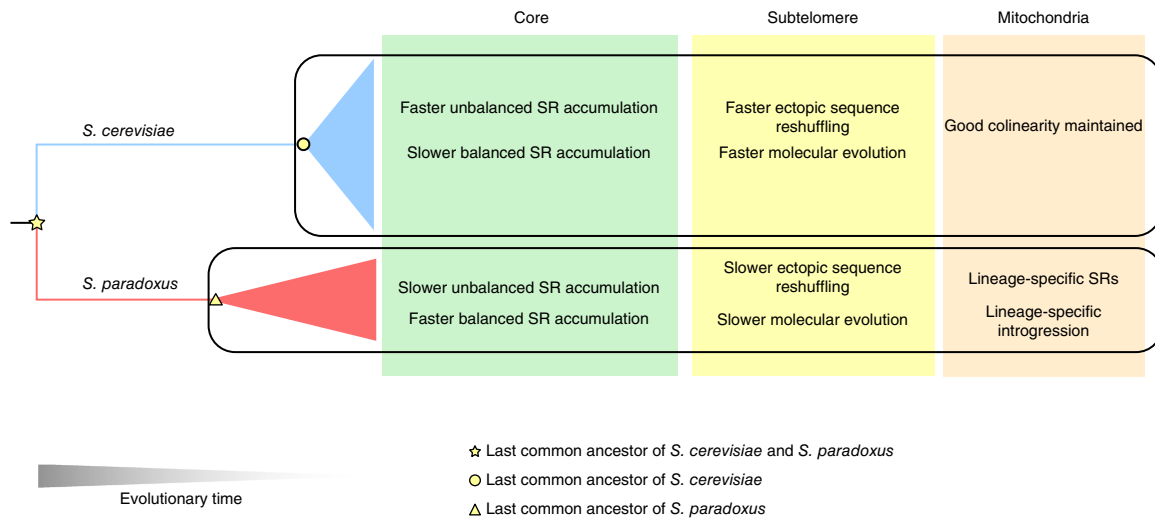 Core
Subtelomere
Mitochondria
S. cerevisiae
Faster unbalanced SR accumulation
Slower balanced SR accumulation
Faster ectopic sequence
reshuffling
Faster molecular evolution
Good colinearity maintained
S. paradoxus
Slower unbalanced SR accumulation
Faster balanced SR accumulation
Slower ectopic sequence
reshuffling
Slower molecular evolution
Lineage-specific SRs
Lineage-specific
introgression
Evolutionary time
Last common ancestor of S. cerevisiae and S. paradoxus
Last common ancestor of S. cerevisiae
Last common ancestor of S. paradoxus